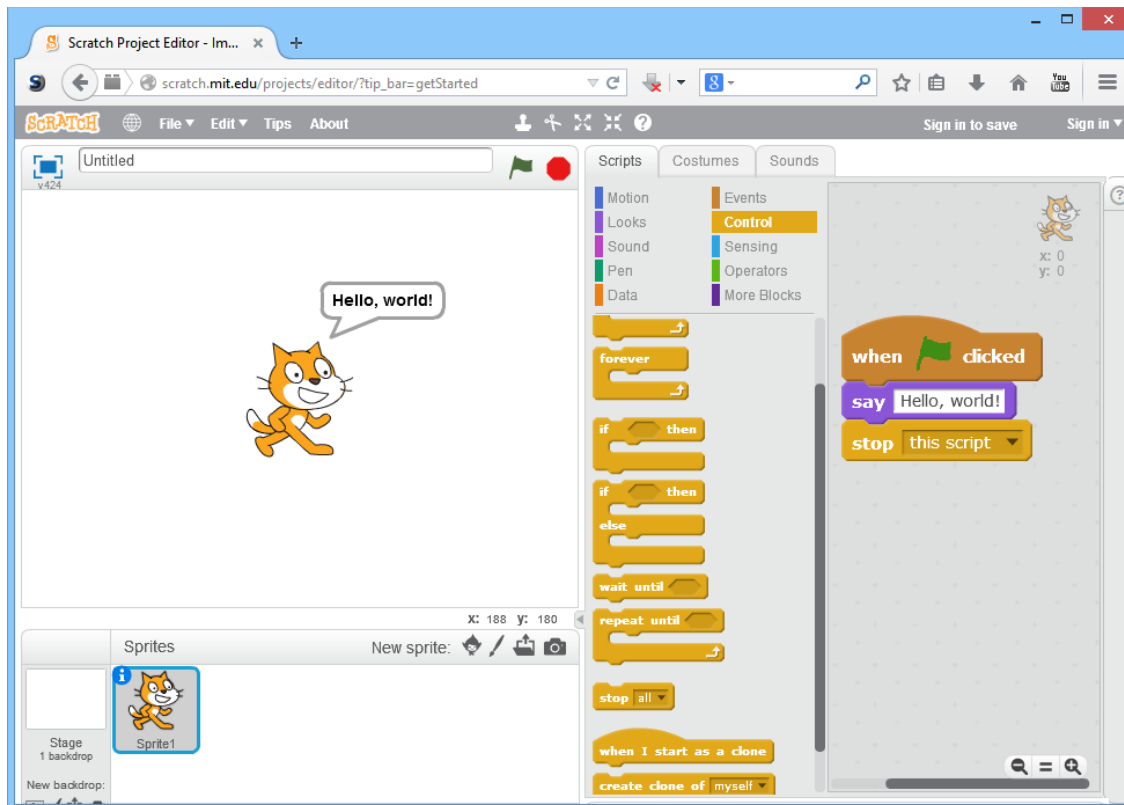 Scratch Project Editor - Im...
scratch.mit.edu/projects/editor/?tip_bar=getStarted
You
Tube
SCRATCH
File
Edit
Tips
About
Sign in to save
Sign in
v424
Untitled
Hello, world!
x: 188 y: 180
Sprites
New sprite:
Stage
1 backdrop
New backdrop:
Sprite1
Scripts
Costumes
Sounds
Motion
Events
Looks
Control
Sound
Sensing
Pen
Operators
Data
More Blocks
forever
if then
if then
else
wait until
repeat until
stop all
when I start as a clone
create clone of myself
x: 0
y: 0
when clicked
say Hello, world!
stop this script